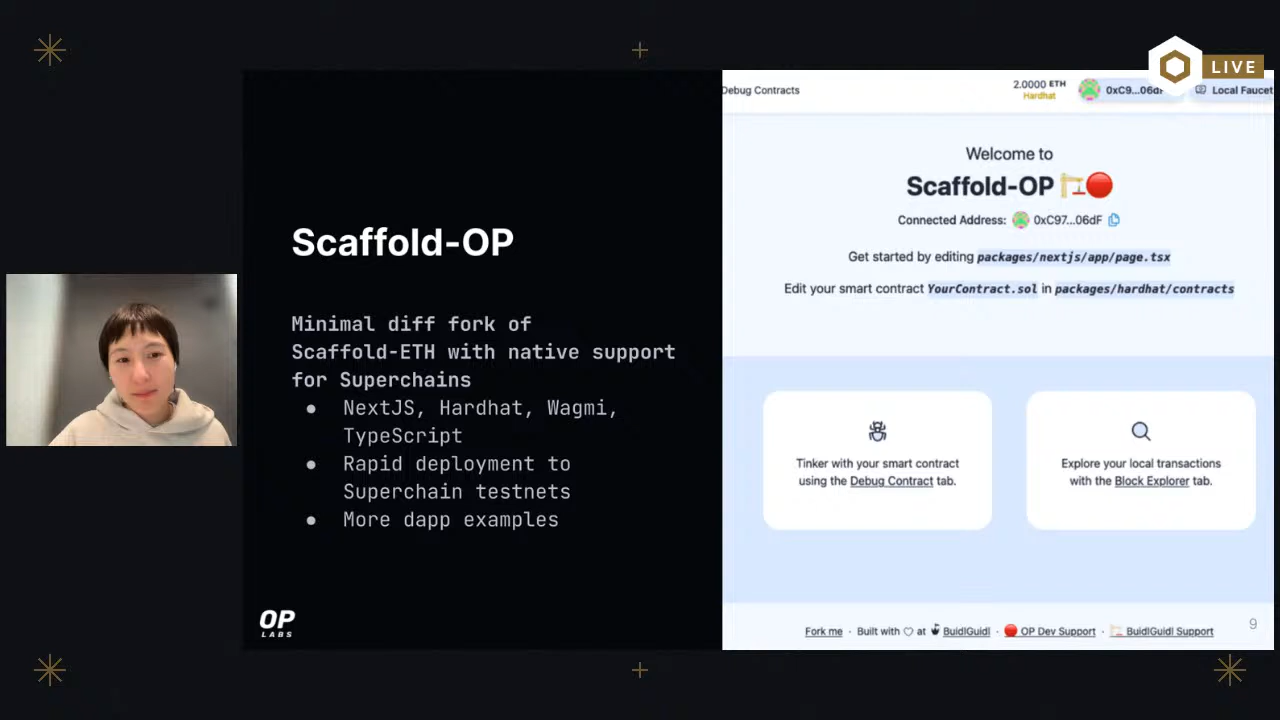 LIVE
Scaffold-OP
Minimal diff fork of
Scaffold-ETH with native support
for Superchains
● NextJS, Hardhat, Wagmi,
TypeScript
● Rapid deployment to
Superchain testnets
● More dapp examples
OP
LABS
Debug Contracts
2.0000 ETH
Hardhat
0xC9...06dF
Local Faucet
Welcome to
Scaffold-OP
Connected Address: 0xC97...06dF
Get started by editing packages/nextjs/app/page.tsx
Edit your smart contract YourContract.sol in packages/hardhat/contracts
Tinker with your smart contract
using the Debug Contract tab.
Explore your local transactions
with the Block Explorer tab.
Fork me · Built with ♡ at BuidlGuidl · OP Dev Support · BuidlGuidl Support
9